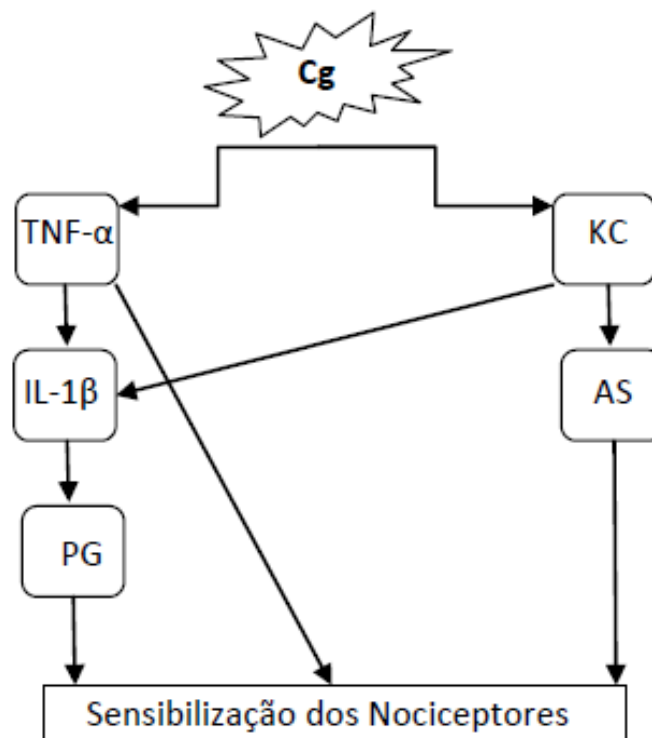 Cg
TNF-α
KC
IL-1β
AS
PG
Sensibilização dos Nociceptores